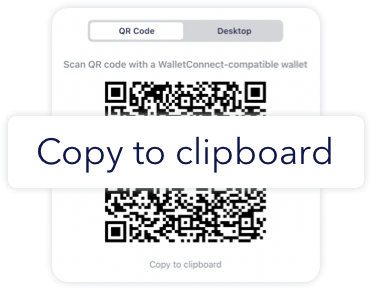 QR Code Desktop
Scan QR code with a WalletConnect-compatible wallet
Copy to clipboard
Copy to clipboard